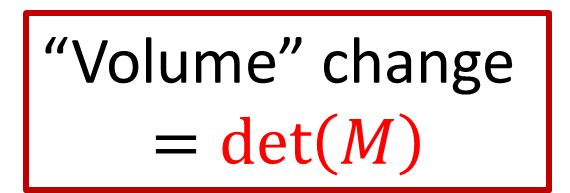 “Volume” change
= det(M)